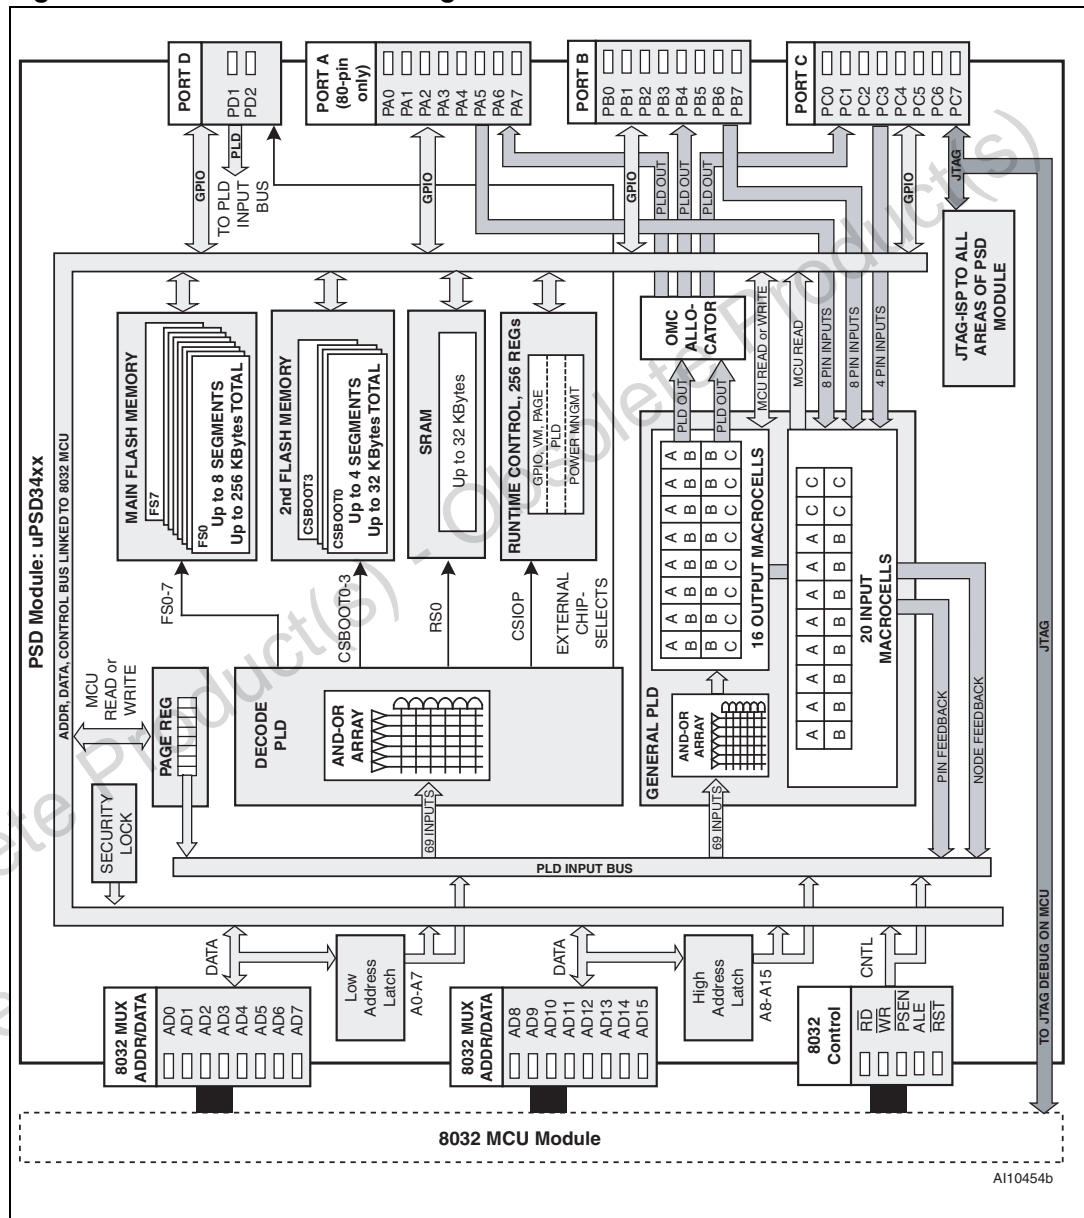 PORT D
PD1
PD2
PORT A
(80-pin
only)
PA0
PA1
PA2
PA3
PA4
PA5
PA6
PA7
PORT B
PB0
PB1
PB2
PB3
PB4
PB5
PB6
PB7
PORT C
PC0
PC1
PC2
PC3
PC4
PC5
PC6
PC7
GPIO
PLD
TO PLD
INPUT
BUS
GPIO
PLD OUT
PLD OUT
PLD OUT
GPIO
GPIO
JTAG
JTAG-ISP TO ALL
AREAS OF PSD
MODULE
PSD Module: uPSD34xx
ADDR, DATA, CONTROL BUS LINKED TO 8032 MCU
MAIN FLASH MEMORY
FS7
FS0
Up to 8 SEGMENTS
Up to 256 KBytes TOTAL
2nd FLASH MEMORY
CSBOOT3
CSBOOT0
Up to 4 SEGMENTS
Up to 32 KBytes TOTAL
SRAM
Up to 32 KBytes
RUNTIME CONTROL, 256 REGs
GPIO, VM, PAGE
PLD
POWER MNGMT
OMC
ALLO-
CATOR
MCU READ or WRITE
MCU READ
8 PIN INPUTS
8 PIN INPUTS
4 PIN INPUTS
PLD OUT
PLD OUT
A A A A A A A A
B B B B B B B B
B B B B B B B B
C C C C C C C C
16 OUTPUT MACROCELLS
A A A A A A A A C C
B B B B B B B B C C
20 INPUT
MACROCELLS
FS0-7
CSBOOT0-3
RS0
CSIOP
EXTERNAL
CHIP-
SELECTS
MCU
READ or
WRITE
PAGE REG
DECODE
PLD
AND-OR
ARRAY
GENERAL PLD
AND-OR
ARRAY
PIN FEEDBACK
NODE FEEDBACK
JTAG
SECURITY
LOCK
69 INPUTS
69 INPUTS
PLD INPUT BUS
DATA
Low
Address
Latch
A0-A7
DATA
High
Address
Latch
A8-A15
CNTL
TO JTAG DEBUG ON MCU
8032 MUX
ADDR/DATA
AD0
AD1
AD2
AD3
AD4
AD5
AD6
AD7
8032 MUX
ADDR/DATA
AD8
AD9
AD10
AD11
AD12
AD13
AD14
AD15
8032
Control
RD
WR
PSEN
ALE
RST
8032 MCU Module
AI10454b
Obsolete Product(s) - Obsolete Product(s)